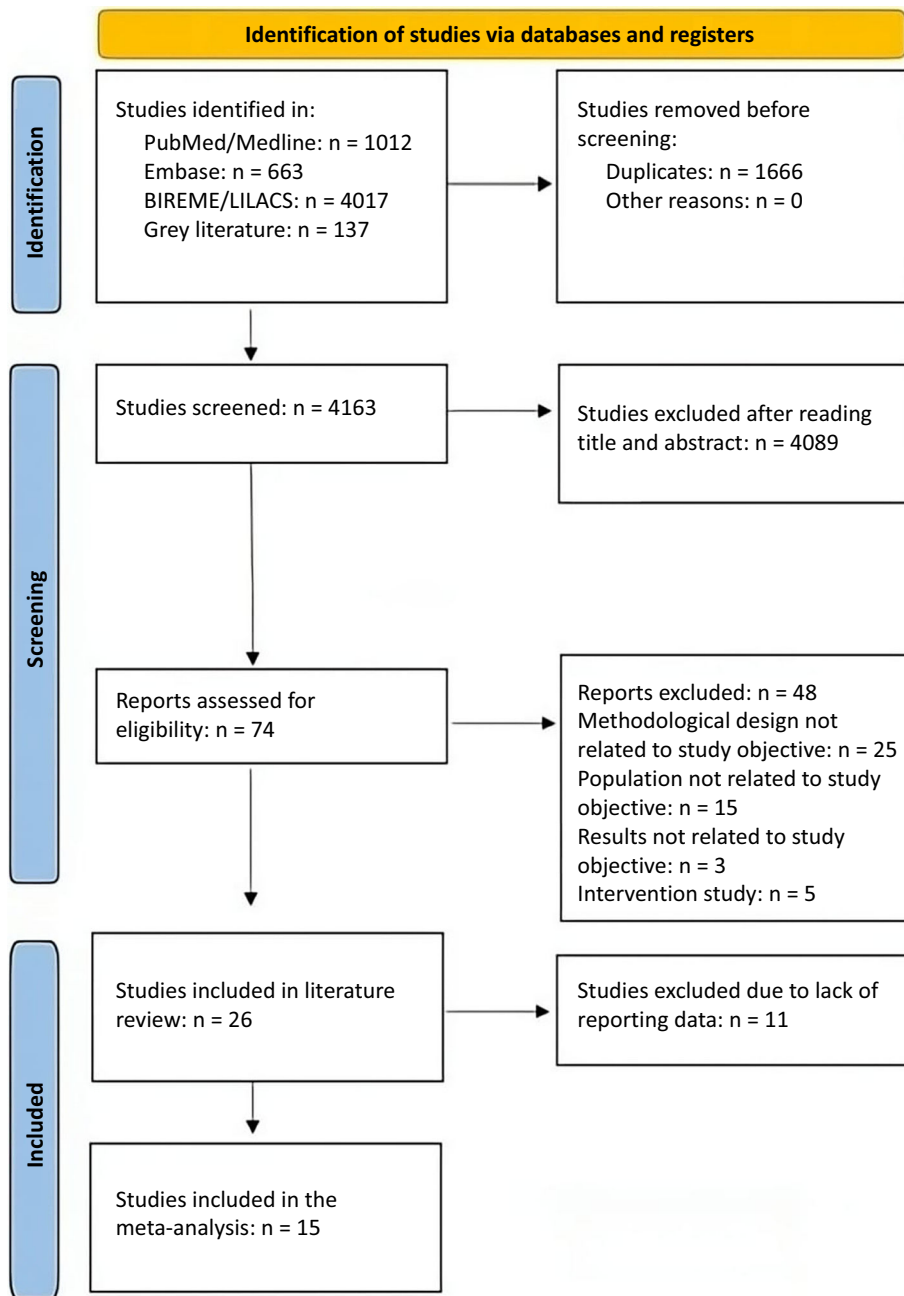 Identification of studies via databases and registers
Identification
Studies identified in:
PubMed/Medline: n = 1012
Embase: n = 663
BIREME/LILACS: n = 4017
Grey literature: n = 137
Studies removed before
screening:
Duplicates: n = 1666
Other reasons: n = 0
Screening
Studies screened: n = 4163
Studies excluded after reading
title and abstract: n = 4089
Reports assessed for
eligibility: n = 74
Reports excluded: n = 48
Methodological design not
related to study objective: n = 25
Population not related to study
objective: n = 15
Results not related to study
objective: n = 3
Intervention study: n = 5
Included
Studies included in literature
review: n = 26
Studies excluded due to lack of
reporting data: n = 11
Studies included in the
meta-analysis: n = 15